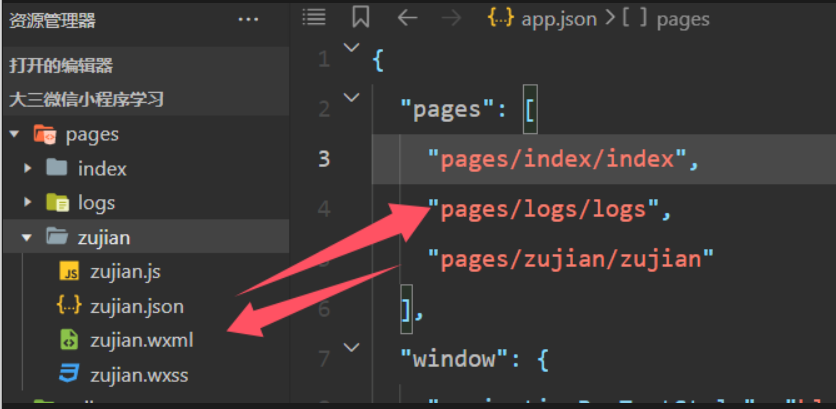 资源管理器 ...
打开的编辑器
大三微信小程序学习
pages
index
logs
zujian
JS zujian.js
{..} zujian.json
zujian.wxml
zujian.wxss
{..} app.json > [ ] pages
1 {
2 "pages": [
3 "pages/index/index",
4 "pages/logs/logs",
"pages/zujian/zujian"
6 ],
7 "window": {